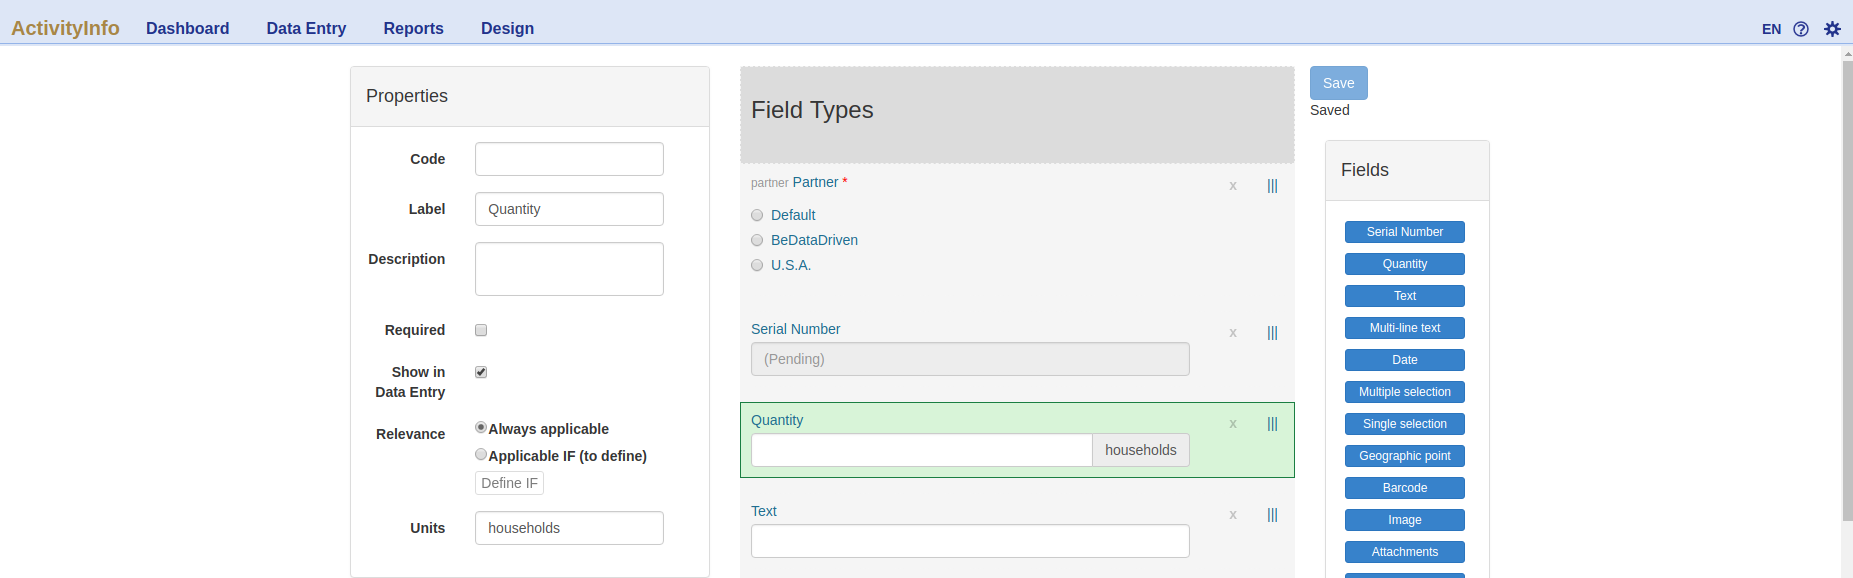 ActivityInfo Dashboard Data Entry Reports Design EN
Properties
Code
Label Quantity
Description
Required
Show in
Data Entry
Relevance Always applicable
Applicable IF (to define)
Define IF
Units households
Field Types
partner Partner * x |||
Default
BeDataDriven
U.S.A.
Serial Number x |||
(Pending)
Quantity x |||
households
Text x |||
Save
Saved
Fields
Serial Number
Quantity
Text
Multi-line text
Date
Multiple selection
Single selection
Geographic point
Barcode
Image
Attachments